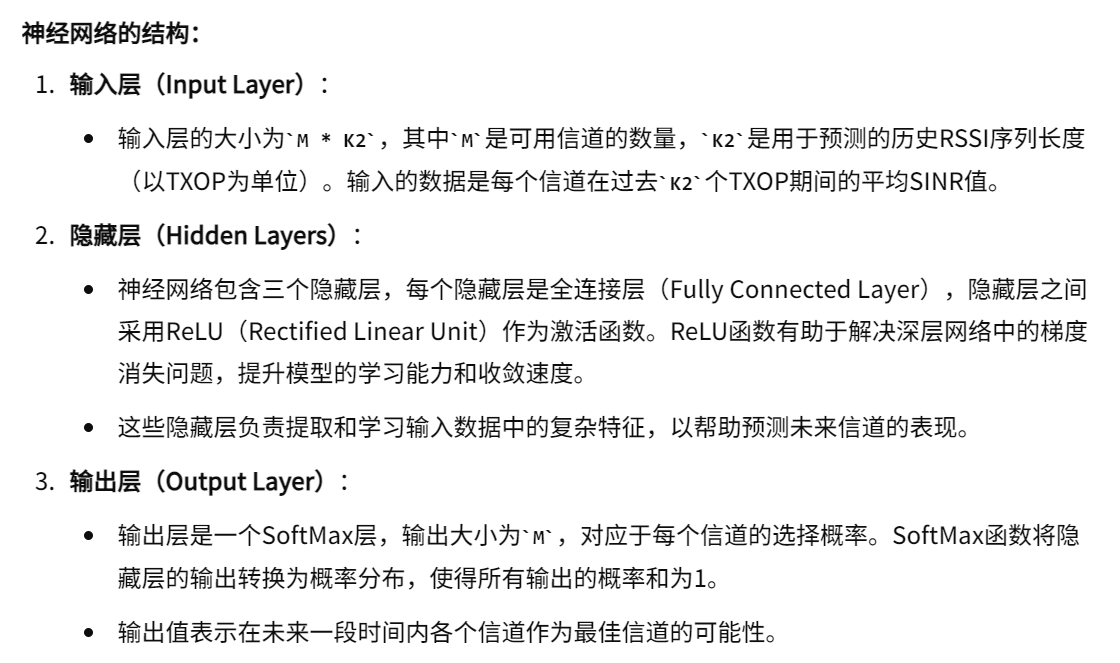 神经网络的结构：
1. 输入层（Input Layer）：
• 输入层的大小为`M * K2`，其中`M`是可用信道的数量，`K2`是用于预测的历史RSSI序列长度
（以TXOP为单位）。输入的数据是每个信道在过去`K2`个TXOP期间的平均SINR值。
2. 隐藏层（Hidden Layers）：
• 神经网络包含三个隐藏层，每个隐藏层是全连接层（Fully Connected Layer），隐藏层之间
采用ReLU（Rectified Linear Unit）作为激活函数。ReLU函数有助于解决深层网络中的梯度
消失问题，提升模型的学习能力和收敛速度。
• 这些隐藏层负责提取和学习输入数据中的复杂特征，以帮助预测未来信道的表现。
3. 输出层（Output Layer）：
• 输出层是一个SoftMax层，输出大小为`M`，对应于每个信道的选择概率。SoftMax函数将隐
藏层的输出转换为概率分布，使得所有输出的概率和为1。
• 输出值表示在未来一段时间内各个信道作为最佳信道的可能性。